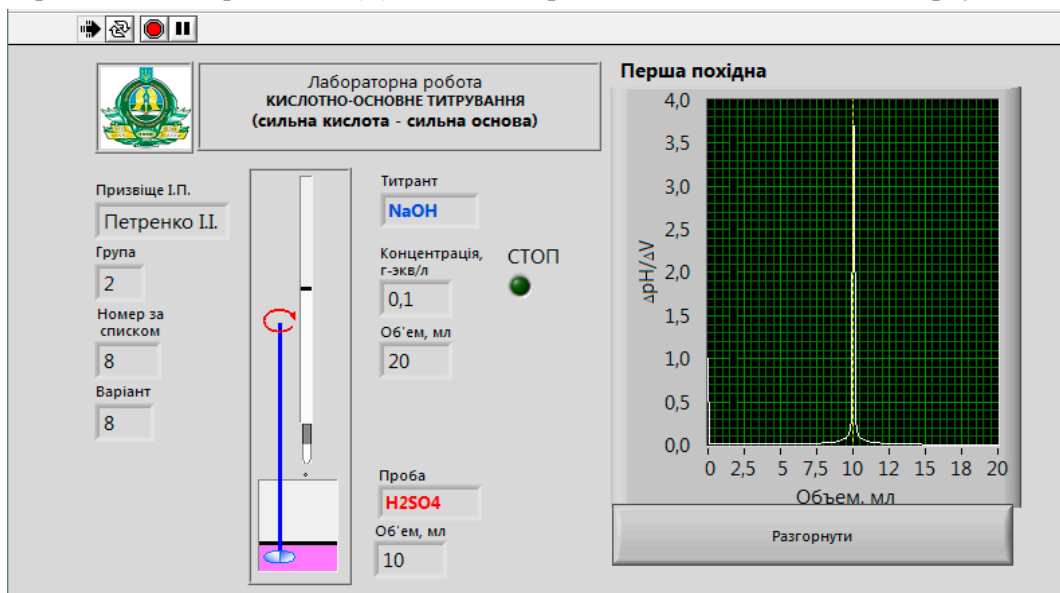 Лабораторна робота
КИСЛОТНО-ОСНОВНЕ ТИТРУВАННЯ
(сильна кислота - сильна основа)
Призвіще І.П.
Петренко І.І.
Група
2
Номер за
списком
8
Варіант
8
Титрант
NaOH
Концентрація,
г-экв/л
0,1
Об'ем, мл
20
СТОП
Проба
H2SO4
Об'ем, мл
10
Перша похідна
4,0
3,5
3,0
2,5
2,0
1,5
1,0
0,5
0,0
ΔpH/ΔV
0 2,5 5 7,5 10 12 15 18 20
Объем, мл
Разгорнути